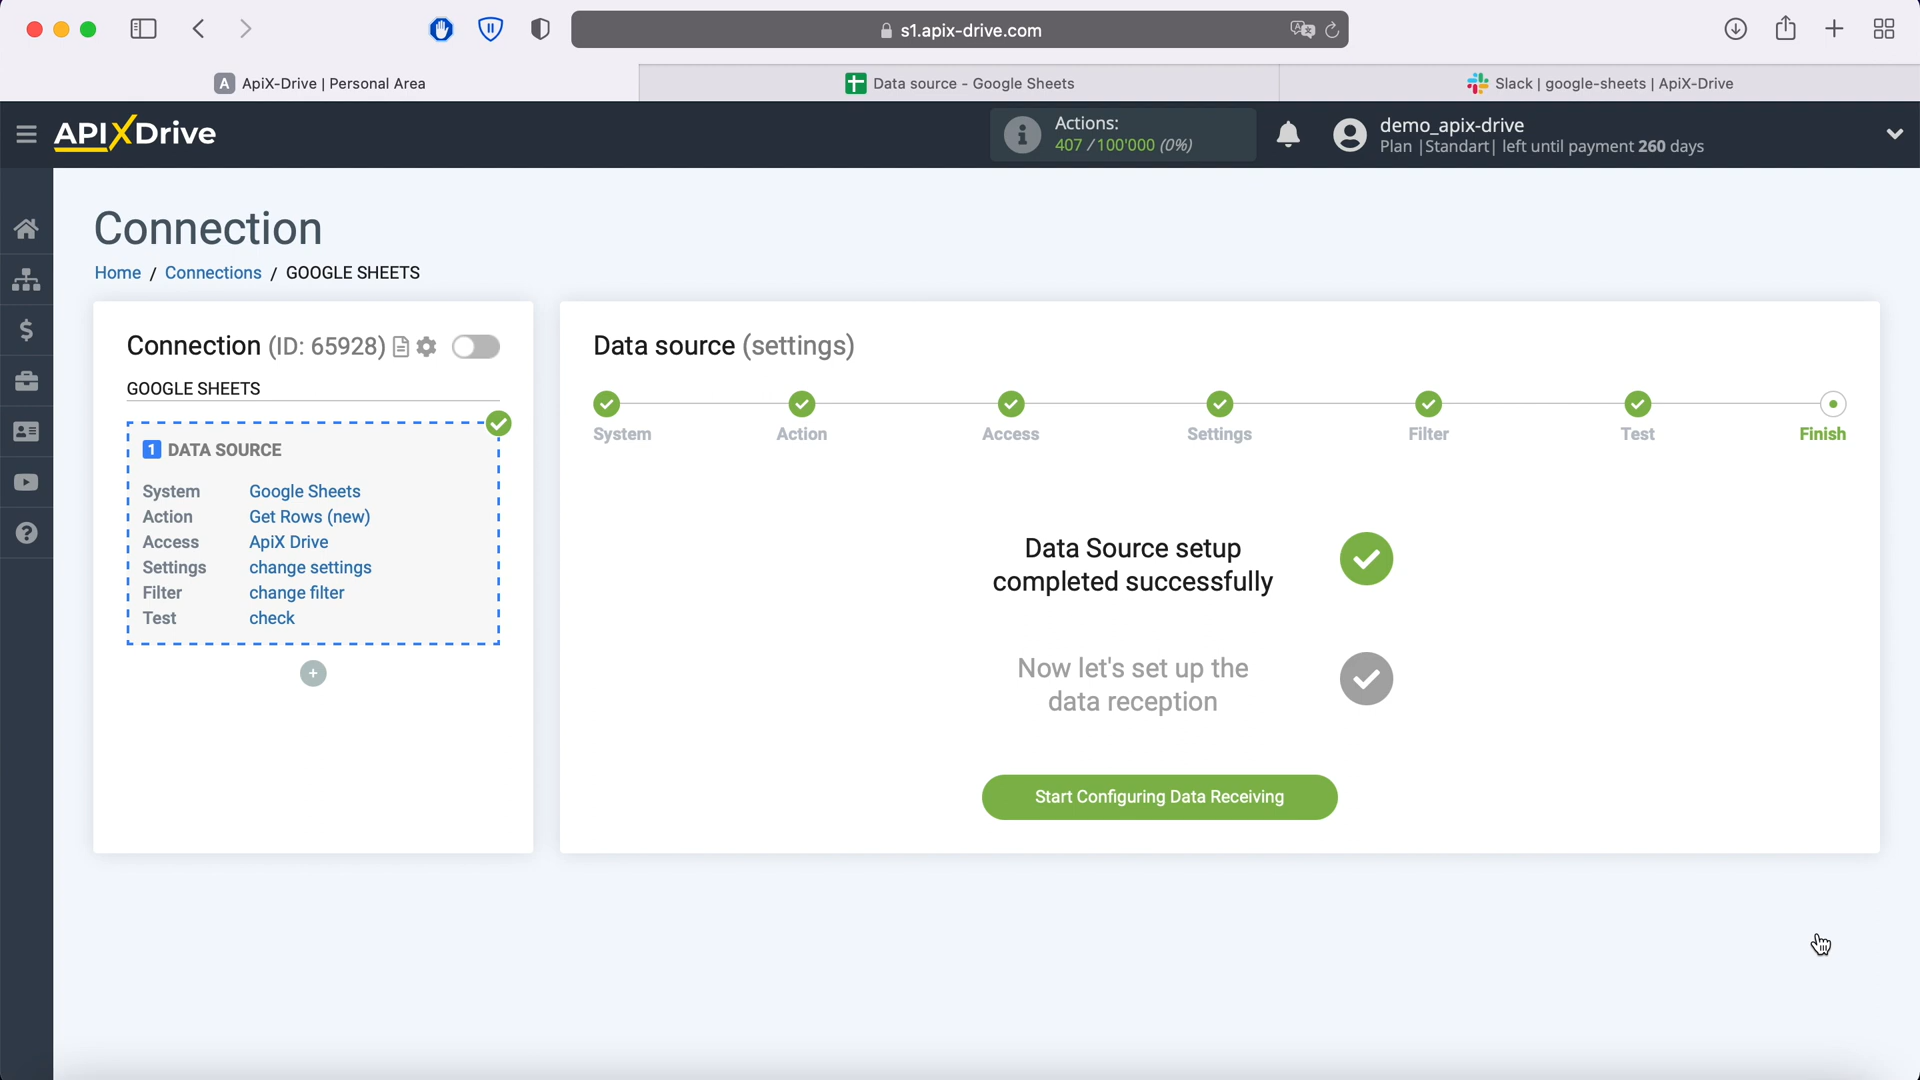 s1.apix-drive.com
A ApiX-Drive | Personal Area
Data source - Google Sheets
Slack | google-sheets | ApiX-Drive
APIXDrive
Actions:
407 / 100'000 (0%)
demo_apix-drive
Plan |Standart| left until payment 260 days
Connection
Home / Connections / GOOGLE SHEETS
Connection (ID: 65928)
GOOGLE SHEETS
1 DATA SOURCE
System Google Sheets
Action Get Rows (new)
Access ApiX Drive
Settings change settings
Filter change filter
Test check
Data source (settings)
System Action Access Settings Filter Test Finish
Data Source setup
completed successfully
Now let's set up the
data reception
Start Configuring Data Receiving